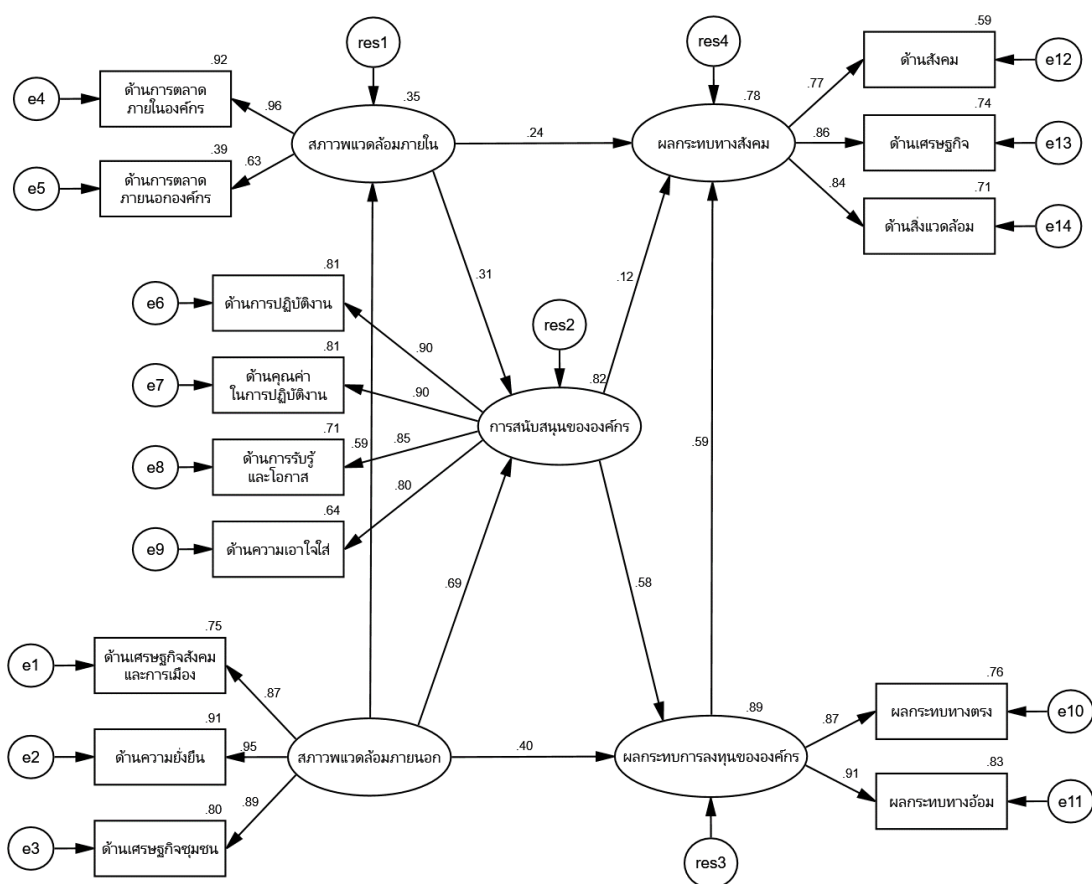 res1
res4
.59
.92
e4
ด้านการตลาด
ภายในองค์กร
.96
.35
สภาวพแวดล้อมภายใน
.24
.78
ผลกระทบทางสังคม
.77
ด้านสังคม
e12
.74
.86
ด้านเศรษฐกิจ
e13
.39
.63
e5
ด้านการตลาด
ภายนอกองค์กร
.84
.71
ด้านสิ่งแวดล้อม
e14
.81
e6
ด้านการปฏิบัติงาน
.31
.12
res2
.90
.81
e7
ด้านคุณค่า
ในการปฏิบัติงาน
.90
.82
การสนับสนุนขององค์กร
.71
.59
.85
.59
e8
ด้านการรับรู้
และโอกาส
.80
.64
e9
ด้านความเอาใจใส่
.69
.58
.75
e1
ด้านเศรษฐกิจสังคม
และการเมือง
.87
.91
e2
ด้านความยั่งยืน
.95
สภาวพแวดล้อมภายนอก
.40
.89
ผลกระทบการลงทุนขององค์กร
.87
.76
ผลกระทบทางตรง
e10
.91
.83
ผลกระทบทางอ้อม
e11
.80
.89
e3
ด้านเศรษฐกิจชุมชน
res3